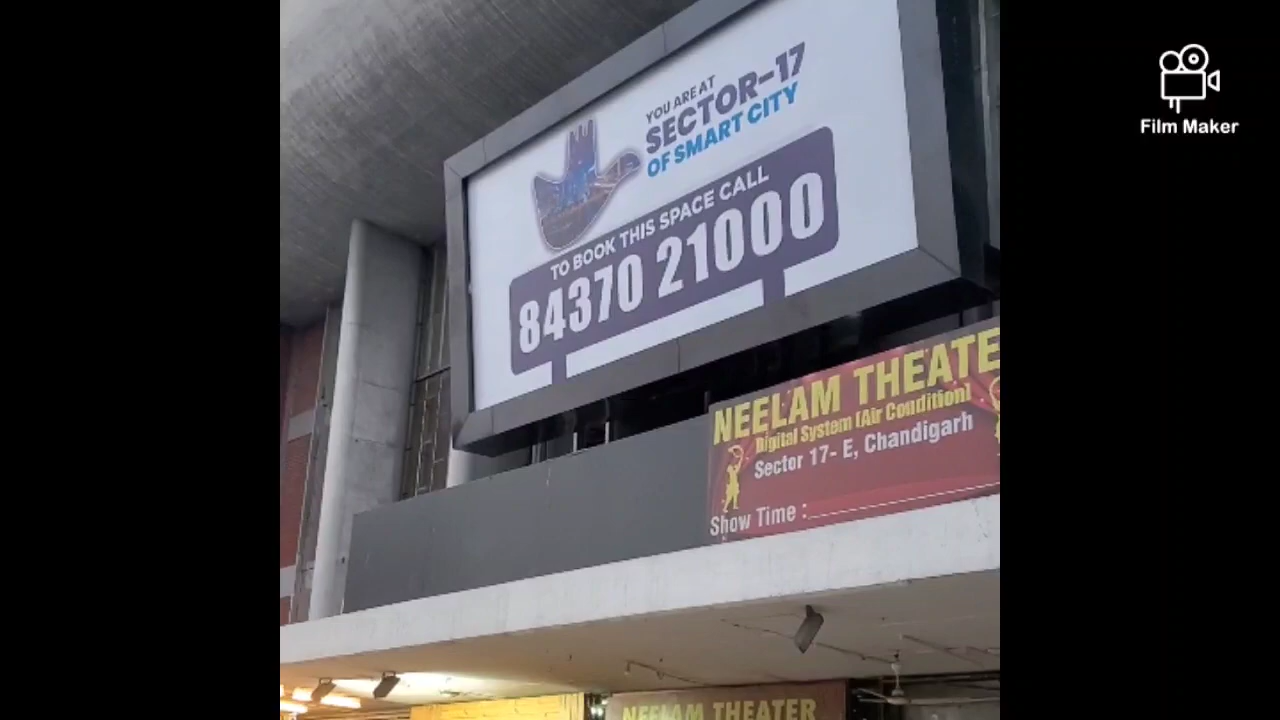 YOU ARE AT
SECTOR-17
OF SMART CITY
TO BOOK THIS SPACE CALL
84370 21000
NEELAM THEATE
Digital System (Air Condition)
Sector 17- E, Chandigarh
Show Time :
NEELAM THEATER
Film Maker